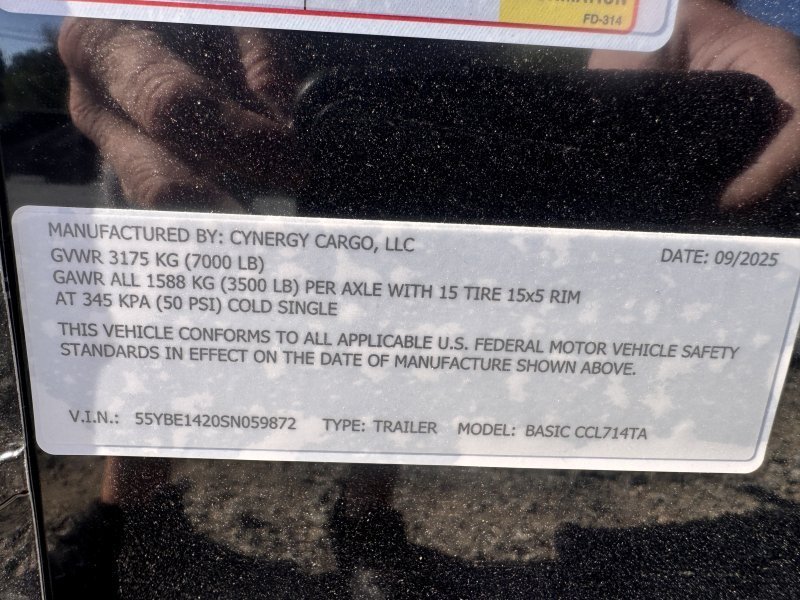 FD-314
MANUFACTURED BY: CYNERGY CARGO, LLC
DATE: 09/2025
GVWR 3175 KG (7000 LB)
GAWR ALL 1588 KG (3500 LB) PER AXLE WITH 15 TIRE 15x5 RIM
AT 345 KPA (50 PSI) COLD SINGLE
THIS VEHICLE CONFORMS TO ALL APPLICABLE U.S. FEDERAL MOTOR VEHICLE SAFETY
STANDARDS IN EFFECT ON THE DATE OF MANUFACTURE SHOWN ABOVE.
V.I.N.: 55YBE1420SN059872 TYPE: TRAILER MODEL: BASIC CCL714TA